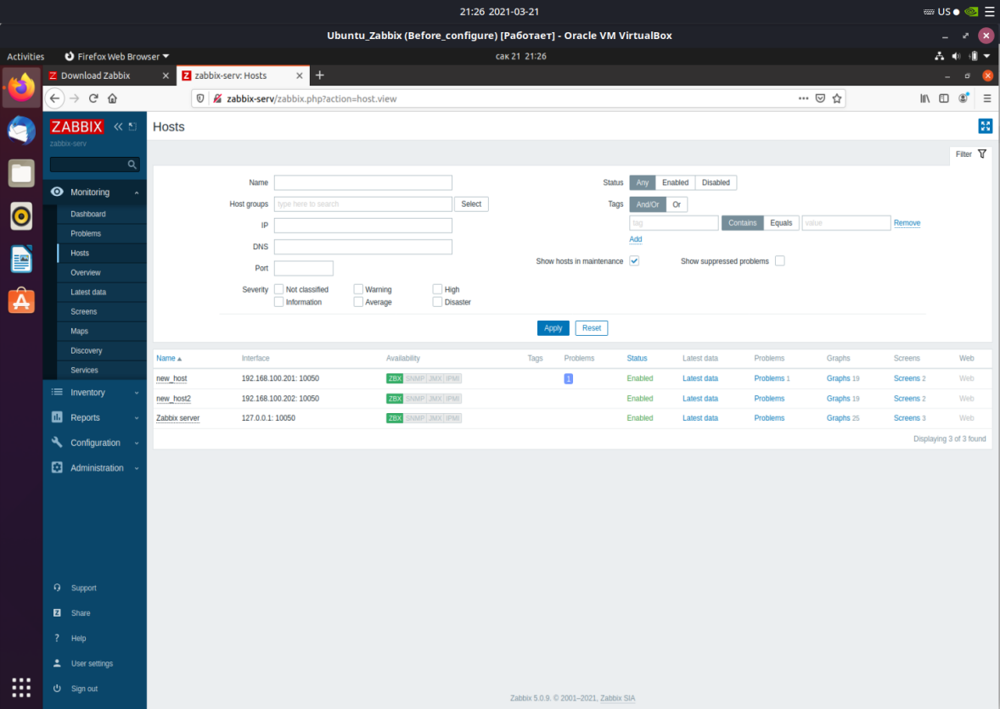 21:26 2021-03-21
US
Ubuntu_Zabbix (Before_configure) [Работает] - Oracle VM VirtualBox
Activities Firefox Web Browser сак 21 21:26
Download Zabbix zabbix-serv: Hosts
zabbix-serv/zabbix.php?action=host.view
ZABBIX
zabbix-serv
Monitoring
Dashboard
Problems
Hosts
Overview
Latest data
Screens
Maps
Discovery
Services
Inventory
Reports
Configuration
Administration
Support
Share
Help
User settings
Sign out
Hosts
Filter
Name
Host groups type here to search Select
IP
DNS
Port
Severity Not classified Warning High
Information Average Disaster
Status Any Enabled Disabled
Tags And/Or Or
tag Contains Equals value Remove
Add
Show hosts in maintenance Show suppressed problems
Apply Reset
Name Interface Availability Tags Problems Status Latest data Problems Graphs Screens Web
new_host 192.168.100.201: 10050 ZBX SNMP JMX IPMI 1 Enabled Latest data Problems 1 Graphs 19 Screens 2 Web
new_host2 192.168.100.202: 10050 ZBX SNMP JMX IPMI Enabled Latest data Problems Graphs 19 Screens 2 Web
Zabbix server 127.0.0.1: 10050 ZBX SNMP JMX IPMI Enabled Latest data Problems Graphs 25 Screens 3 Web
Displaying 3 of 3 found
Zabbix 5.0.9. © 2001–2021, Zabbix SIA